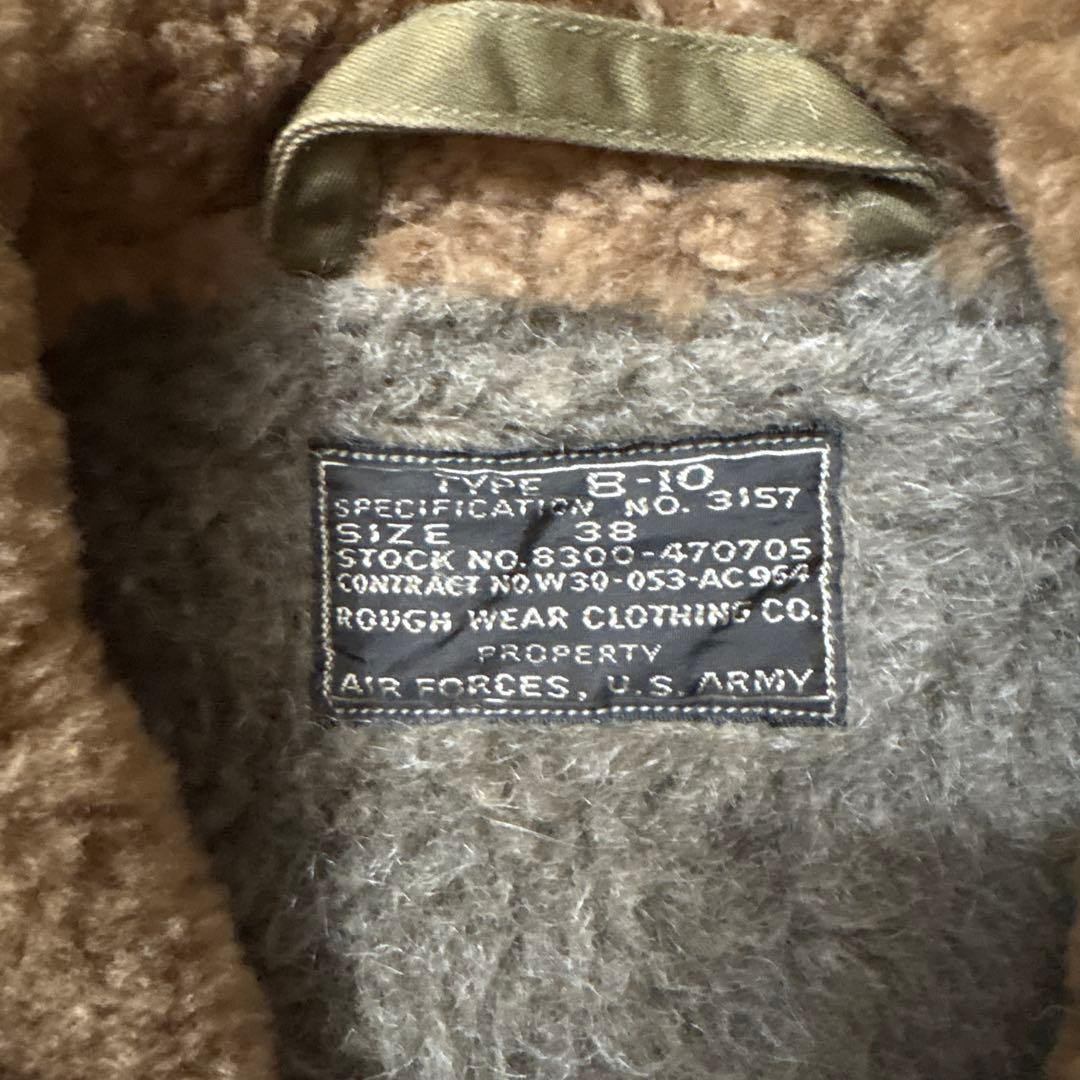 TYPE B-10
SPECIFICATION NO. 3157
SIZE 38
STOCK NO. 8300-470705
CONTRACT NO. W30-053-AC964
ROUGH WEAR CLOTHING CO.
PROPERTY
AIR FORCES, U.S. ARMY